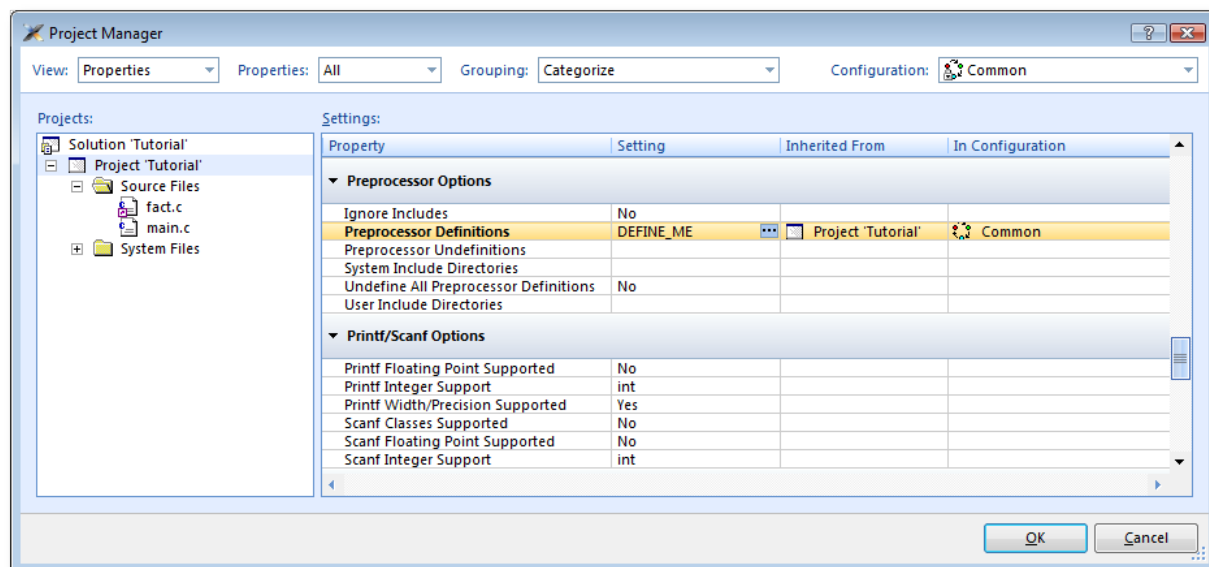 Project Manager
View: Properties Properties: All Grouping: Categorize Configuration: Common
Projects:
Solution 'Tutorial'
Project 'Tutorial'
Source Files
fact.c
main.c
System Files
Settings:
Property Setting Inherited From In Configuration
Preprocessor Options
Ignore Includes No
Preprocessor Definitions DEFINE_ME Project 'Tutorial' Common
Preprocessor Undefinitions
System Include Directories
Undefine All Preprocessor Definitions No
User Include Directories
Printf/Scanf Options
Printf Floating Point Supported No
Printf Integer Support int
Printf Width/Precision Supported Yes
Scanf Classes Supported No
Scanf Floating Point Supported No
Scanf Integer Support int
OK Cancel